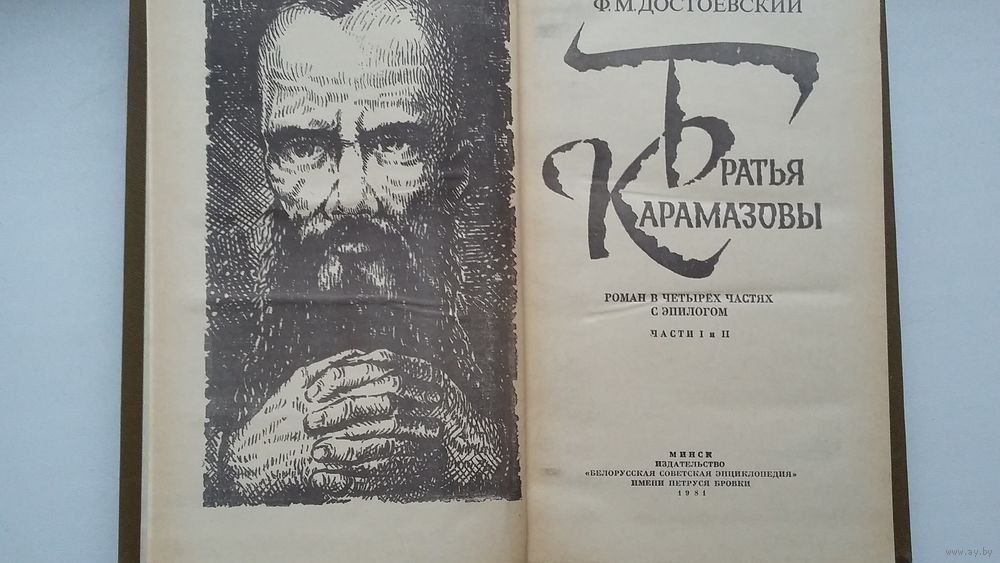 Ф. М. ДОСТОЕВСКИЙ
БРАТЬЯ
КАРАМАЗОВЫ
РОМАН В ЧЕТЫРЕХ ЧАСТЯХ
С ЭПИЛОГОМ
ЧАСТИ I и II
МИНСК
ИЗДАТЕЛЬСТВО
«БЕЛОРУССКАЯ СОВЕТСКАЯ ЭНЦИКЛОПЕДИЯ»
ИМЕНИ ПЕТРУСЯ БРОВКИ
1981
www.ay.by